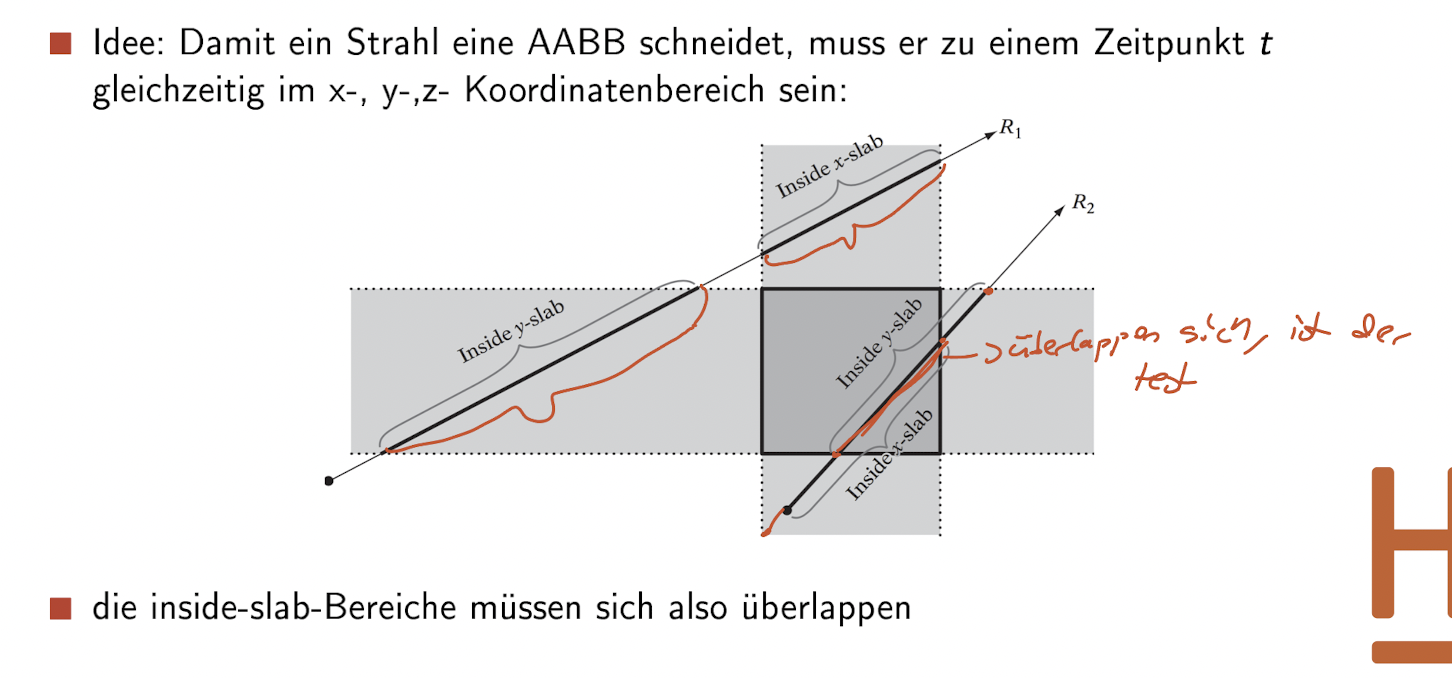 Idee: Damit ein Strahl eine AABB schneidet, muss er zu einem Zeitpunkt t
gleichzeitig im x-, y-,z- Koordinatenbereich sein:
R1
Inside x-slab
R2
Inside y-slab
Inside y-slab
überlappen sich, ist der
test
Inside x-slab
die inside-slab-Bereiche müssen sich also überlappen
H